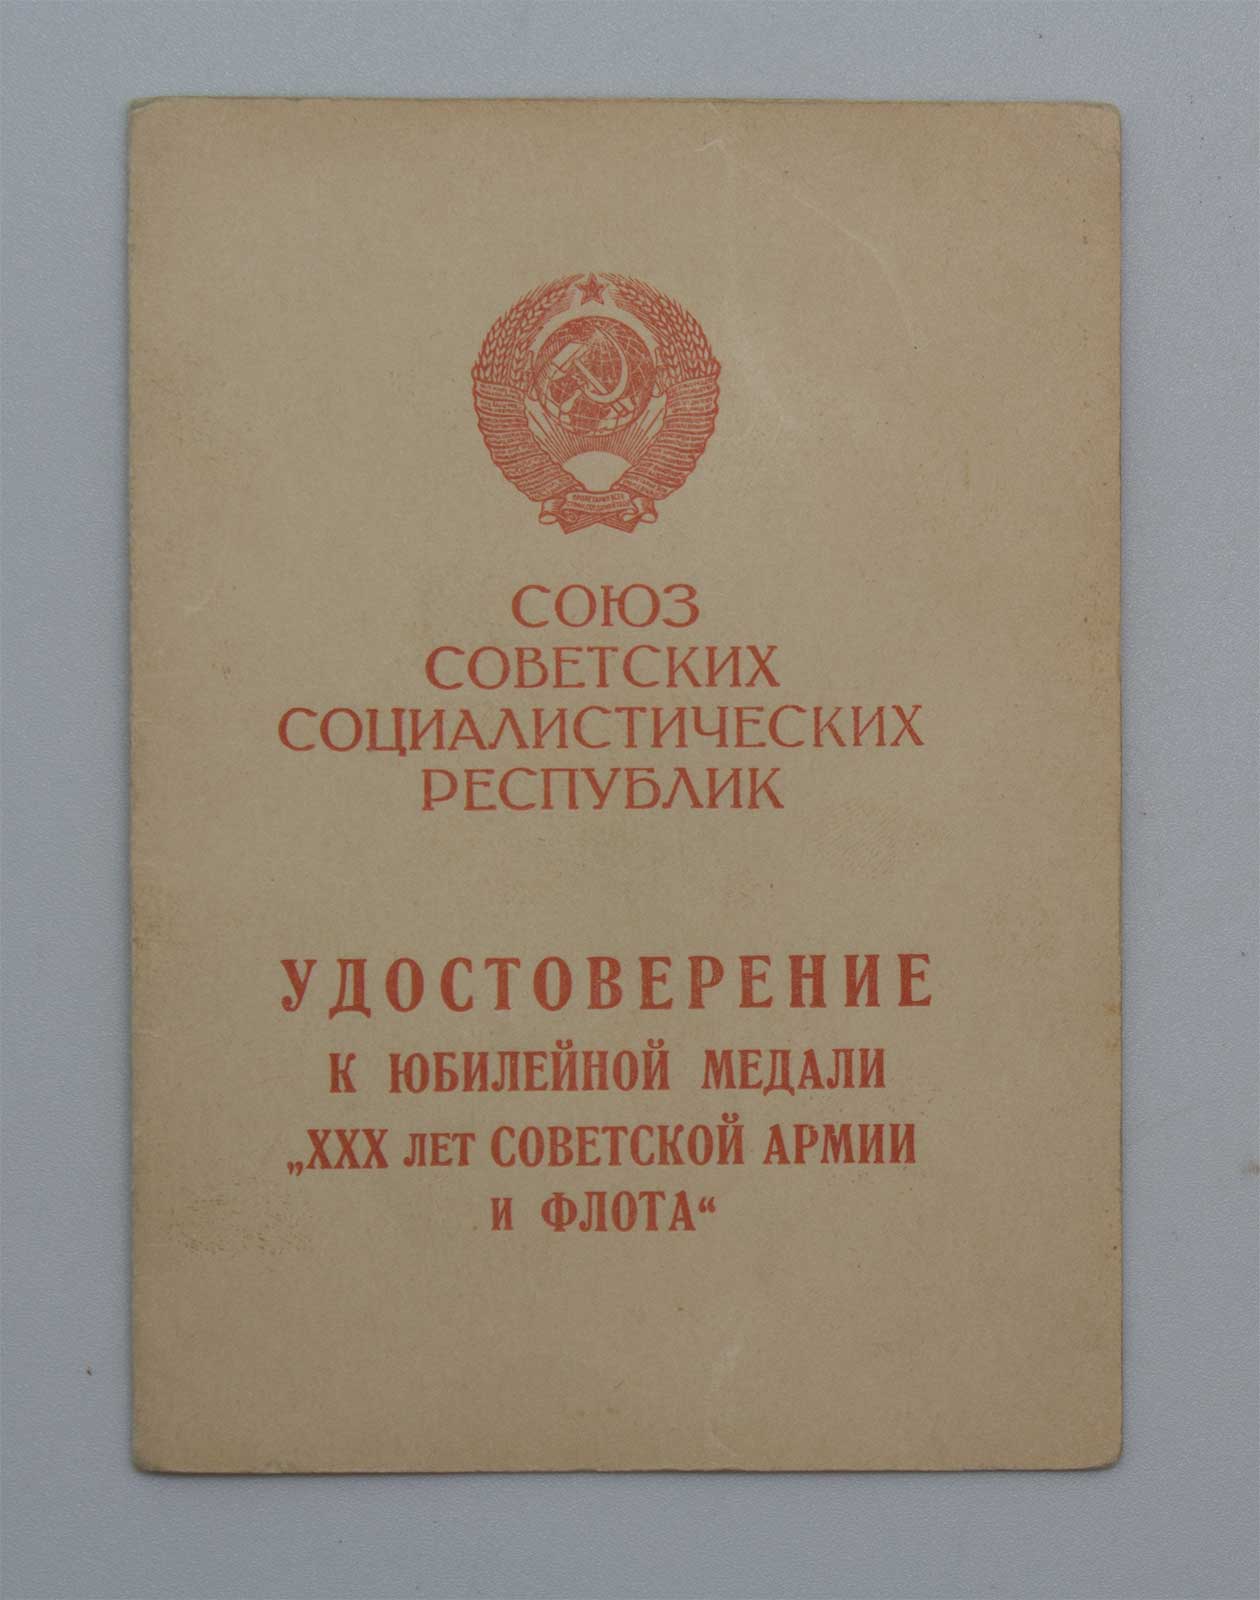 СОЮЗ
СОВЕТСКИХ
СОЦИАЛИСТИЧЕСКИХ
РЕСПУБЛИК
УДОСТОВЕРЕНИЕ
К ЮБИЛЕЙНОЙ МЕДАЛИ
„XXX лет СОВЕТСКОЙ АРМИИ
И ФЛОТА“